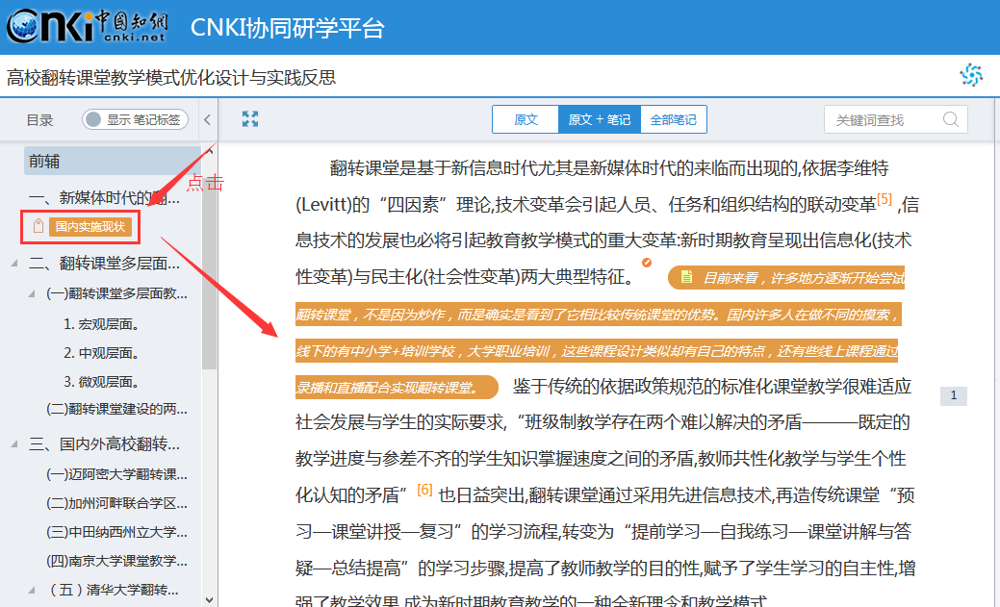 Cnki中国知網
cnki.net
CNKI协同研学平台
高校翻转课堂教学模式优化设计与实践反思
目录
显示 笔记标签
原文
原文 + 笔记
全部笔记
关键词查找
前辅
一、新媒体时代的翻...
国内实施现状
点击
二、翻转课堂多层面...
(一)翻转课堂多层面教...
1. 宏观层面。
2. 中观层面。
3. 微观层面。
(二)翻转课堂建设的两...
三、国内外高校翻转...
(一)迈阿密大学翻转课...
(二)加州河畔联合学区...
(三)中田纳西州立大学...
(四)南京大学课堂教学...
（五）清华大学翻转...
翻转课堂是基于新信息时代尤其是新媒体时代的来临而出现的,依据李维特
(Levitt)的“四因素”理论,技术变革会引起人员、任务和组织结构的联动变革[5] ,信
息技术的发展也必将引起教育教学模式的重大变革:新时期教育呈现出信息化(技术
性变革)与民主化(社会性变革)两大典型特征。 目前来看，许多地方逐渐开始尝试
翻转课堂，不是因为炒作，而是确实是看到了它相比较传统课堂的优势。国内许多人在做不同的摸索，
线下的有中小学+培训学校，大学职业培训，这些课程设计类似却有自己的特点，还有些线上课程通过
录播和直播配合实现翻转课堂。 鉴于传统的依据政策规范的标准化课堂教学很难适应
社会发展与学生的实际要求,“班级制教学存在两个难以解决的矛盾———既定的
教学进度与参差不齐的学生知识掌握速度之间的矛盾,教师共性化教学与学生个性
化认知的矛盾”[6] 也日益突出,翻转课堂通过采用先进信息技术,再造传统课堂“预
习—课堂讲授—复习”的学习流程,转变为“提前学习—自我练习—课堂讲解与答
疑—总结提高”的学习步骤,提高了教师教学的目的性,赋予了学生学习的自主性,增
强了教学效果,成为新时期教育教学的一种全新理念和教学模式
1